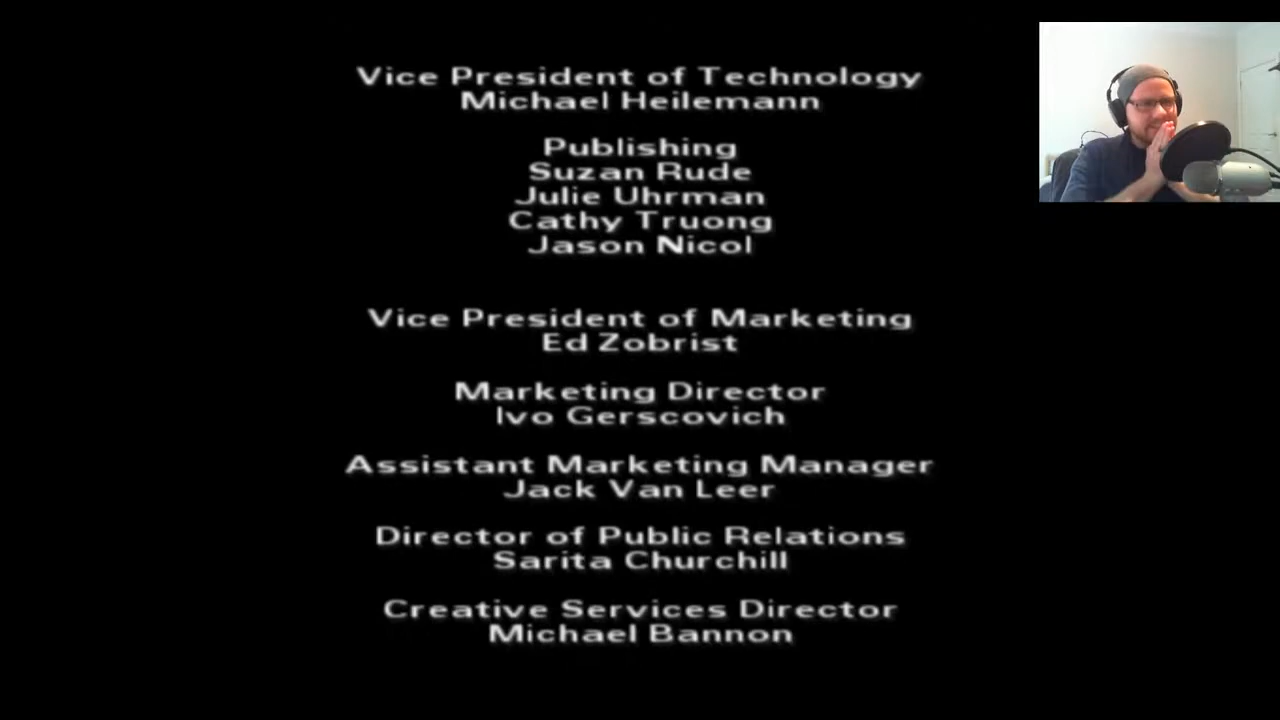 Vice President of Technology
Michael Heilemann
Publishing
Suzan Rude
Julie Uhrman
Cathy Truong
Jason Nicol
Vice President of Marketing
Ed Zobrist
Marketing Director
Ivo Gerscovich
Assistant Marketing Manager
Jack Van Leer
Director of Public Relations
Sarita Churchill
Creative Services Director
Michael Bannon